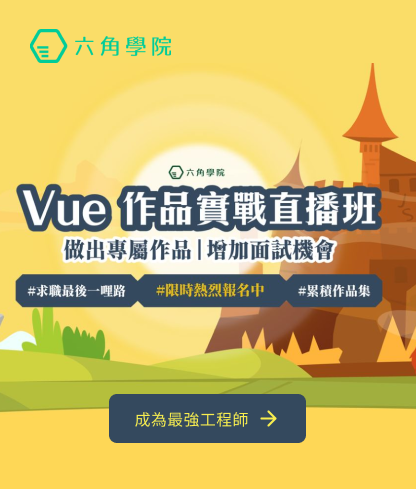 六角學院
六角學院
Vue 作品實戰直播班
做出專屬作品|增加面試機會
#求職最後一哩路 #限時熱烈報名中 #累積作品集
成為最強工程師 →